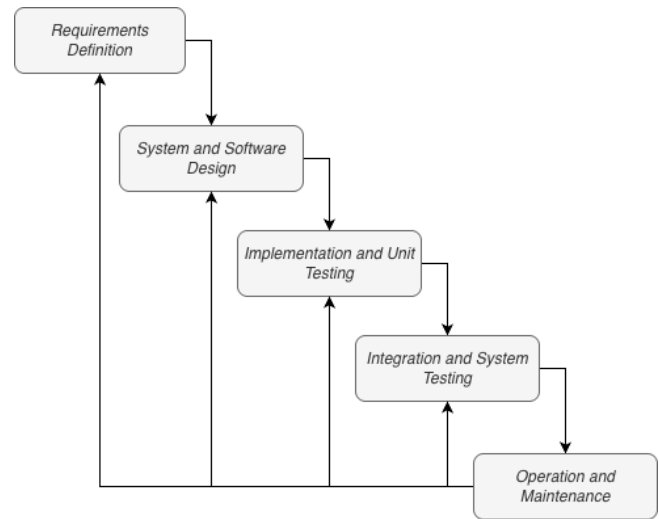 Requirements
Definition
System and Software
Design
Implementation and Unit
Testing
Integration and System
Testing
Operation and
Maintenance